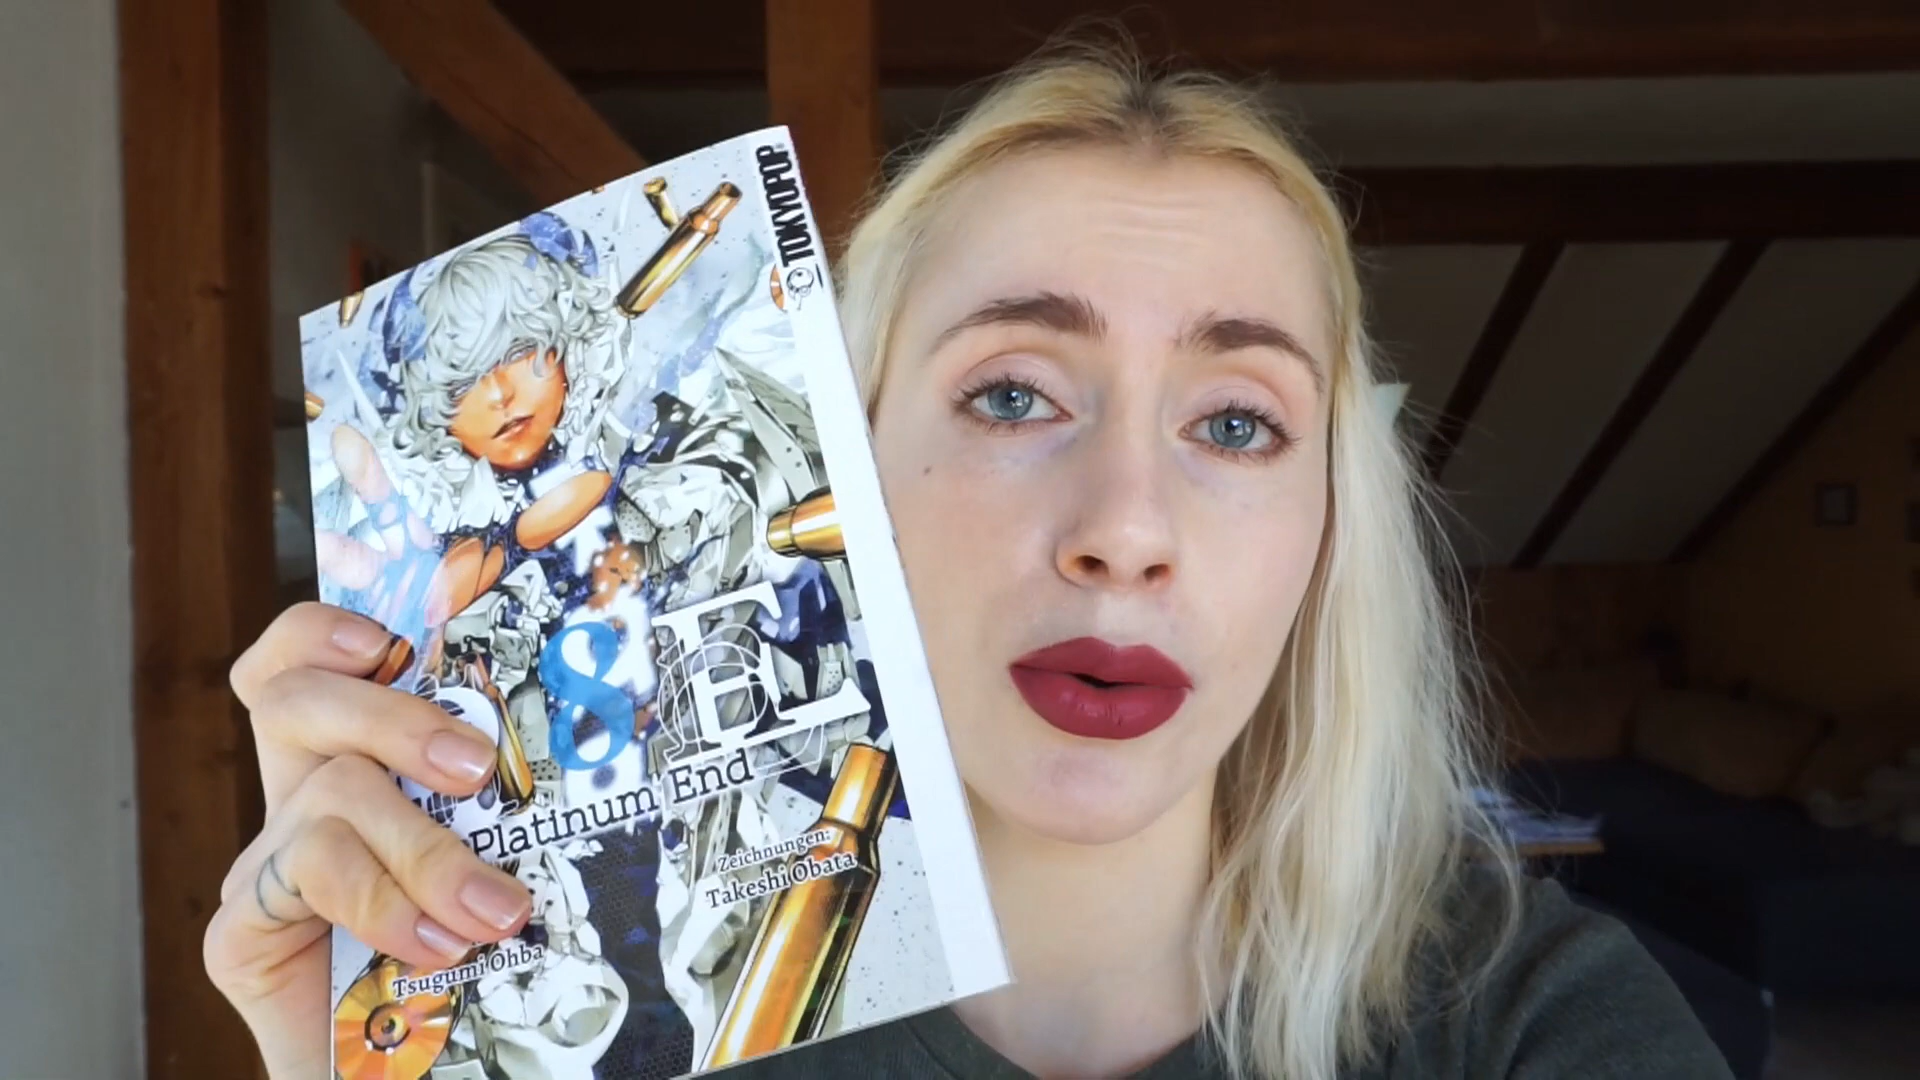 TOKYOPOP
8
E
Platinum End
Zeichnungen:
Takeshi Obata
Tsugumi Ohba